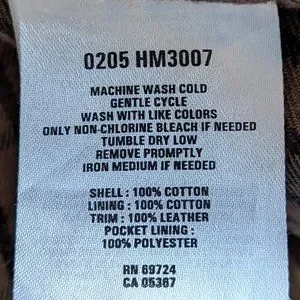 0205 HM3007
MACHINE WASH COLD
GENTLE CYCLE
WASH WITH LIKE COLORS
ONLY NON-CHLORINE BLEACH IF NEEDED
TUMBLE DRY LOW
REMOVE PROMPTLY
IRON MEDIUM IF NEEDED
SHELL : 100% COTTON
LINING : 100% COTTON
TRIM : 100% LEATHER
POCKET LINING :
100% POLYESTER
RN 69724
CA 05367